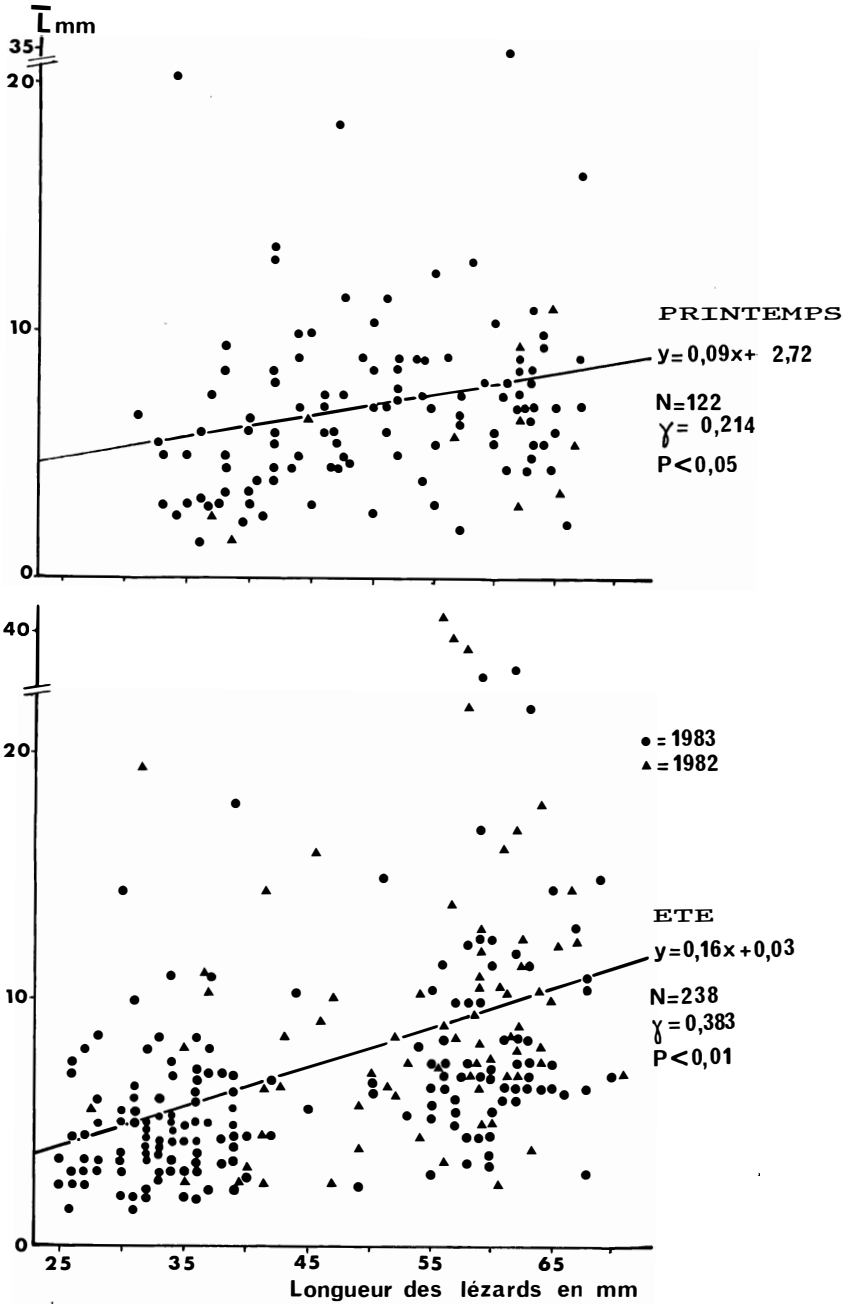 L̅ mm
35
20
10
0
PRINTEMPS
y=0,09x+ 2,72
N=122
γ= 0,214
P<0,05
40
20
10
0
●=1983
▲=1982
ETE
y=0,16x+0,03
N=238
γ=0,383
P<0,01
25 35 45 55 65
Longueur des lézards en mm